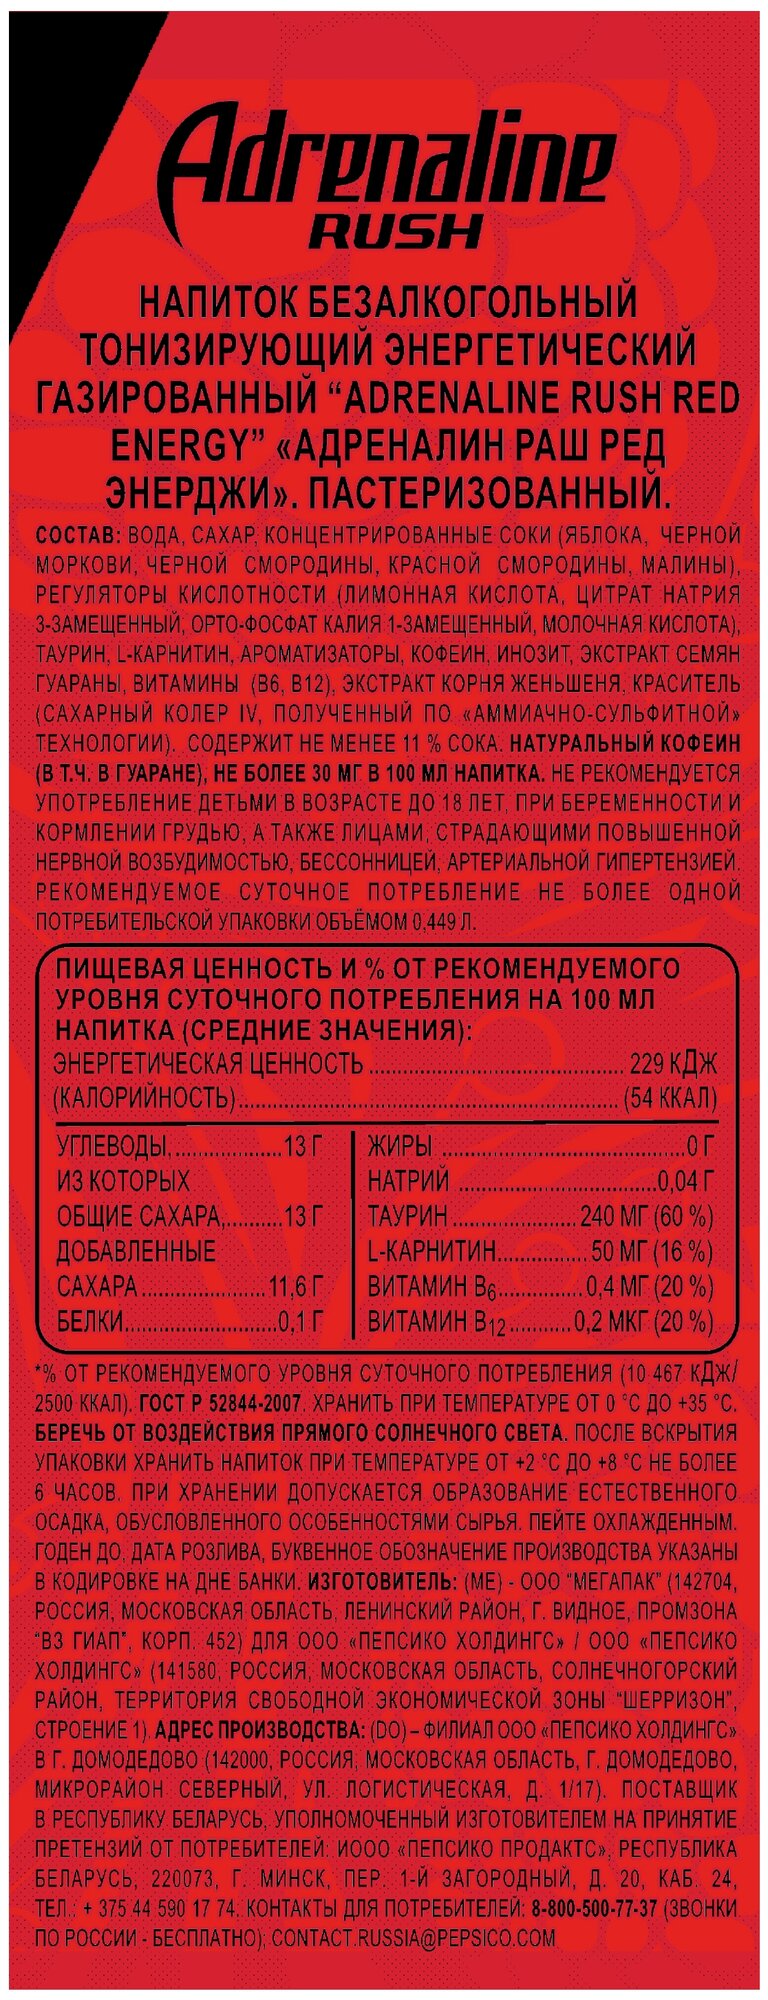 Adrenaline
RUSH
НАПИТОК БЕЗАЛКОГОЛЬНЫЙ
ТОНИЗИРУЮЩИЙ ЭНЕРГЕТИЧЕСКИЙ
ГАЗИРОВАННЫЙ “ADRENALINE RUSH RED
ENERGY” «АДРЕНАЛИН РАШ РЕД
ЭНЕРДЖИ». ПАСТЕРИЗОВАННЫЙ.
СОСТАВ: ВОДА, САХАР, КОНЦЕНТРИРОВАННЫЕ СОКИ (ЯБЛОКА, ЧЕРНОЙ
МОРКОВИ, ЧЕРНОЙ СМОРОДИНЫ, КРАСНОЙ СМОРОДИНЫ, МАЛИНЫ),
РЕГУЛЯТОРЫ КИСЛОТНОСТИ (ЛИМОННАЯ КИСЛОТА, ЦИТРАТ НАТРИЯ
3-ЗАМЕЩЕННЫЙ, ОРТО-ФОСФАТ КАЛИЯ 1-ЗАМЕЩЕННЫЙ, МОЛОЧНАЯ КИСЛОТА),
ТАУРИН, L-КАРНИТИН, АРОМАТИЗАТОРЫ, КОФЕИН, ИНОЗИТ, ЭКСТРАКТ СЕМЯН
ГУАРАНЫ, ВИТАМИНЫ (В6, В12), ЭКСТРАКТ КОРНЯ ЖЕНЬШЕНЯ, КРАСИТЕЛЬ
(САХАРНЫЙ КОЛЕР IV, ПОЛУЧЕННЫЙ ПО «АММИАЧНО-СУЛЬФИТНОЙ»
ТЕХНОЛОГИИ). СОДЕРЖИТ НЕ МЕНЕЕ 11 % СОКА. НАТУРАЛЬНЫЙ КОФЕИН
(В Т.Ч. В ГУАРАНЕ), НЕ БОЛЕЕ 30 МГ В 100 МЛ НАПИТКА. НЕ РЕКОМЕНДУЕТСЯ
УПОТРЕБЛЕНИЕ ДЕТЬМИ В ВОЗРАСТЕ ДО 18 ЛЕТ, ПРИ БЕРЕМЕННОСТИ И
КОРМЛЕНИИ ГРУДЬЮ, А ТАКЖЕ ЛИЦАМИ, СТРАДАЮЩИМИ ПОВЫШЕННОЙ
НЕРВНОЙ ВОЗБУДИМОСТЬЮ, БЕССОННИЦЕЙ, АРТЕРИАЛЬНОЙ ГИПЕРТЕНЗИЕЙ.
РЕКОМЕНДУЕМОЕ СУТОЧНОЕ ПОТРЕБЛЕНИЕ НЕ БОЛЕЕ ОДНОЙ
ПОТРЕБИТЕЛЬСКОЙ УПАКОВКИ ОБЪЁМОМ 0,449 Л.
ПИЩЕВАЯ ЦЕННОСТЬ И % ОТ РЕКОМЕНДУЕМОГО
УРОВНЯ СУТОЧНОГО ПОТРЕБЛЕНИЯ НА 100 МЛ
НАПИТКА (СРЕДНИЕ ЗНАЧЕНИЯ):
ЭНЕРГЕТИЧЕСКАЯ ЦЕННОСТЬ ............ 229 КДЖ
(КАЛОРИЙНОСТЬ) ............ (54 ККАЛ)
УГЛЕВОДЫ, ............ 13 Г
ИЗ КОТОРЫХ
ОБЩИЕ САХАРА, ............ 13 Г
ДОБАВЛЕННЫЕ
САХАРА ............ 11,6 Г
БЕЛКИ ............ 0,1 Г
ЖИРЫ ............ 0 Г
НАТРИЙ ............ 0,04 Г
ТАУРИН ............ 240 МГ (60 %)
L-КАРНИТИН ............ 50 МГ (16 %)
ВИТАМИН В6 ............ 0,4 МГ (20 %)
ВИТАМИН В12 ............ 0,2 МКГ (20 %)
*% ОТ РЕКОМЕНДУЕМОГО УРОВНЯ СУТОЧНОГО ПОТРЕБЛЕНИЯ (10 467 КДЖ/
2500 ККАЛ). ГОСТ Р 52844-2007. ХРАНИТЬ ПРИ ТЕМПЕРАТУРЕ ОТ 0 °С ДО +35 °С.
БЕРЕЧЬ ОТ ВОЗДЕЙСТВИЯ ПРЯМОГО СОЛНЕЧНОГО СВЕТА. ПОСЛЕ ВСКРЫТИЯ
УПАКОВКИ ХРАНИТЬ НАПИТОК ПРИ ТЕМПЕРАТУРЕ ОТ +2 °С ДО +8 °С НЕ БОЛЕЕ
6 ЧАСОВ. ПРИ ХРАНЕНИИ ДОПУСКАЕТСЯ ОБРАЗОВАНИЕ ЕСТЕСТВЕННОГО
ОСАДКА, ОБУСЛОВЛЕННОГО ОСОБЕННОСТЯМИ СЫРЬЯ. ПЕЙТЕ ОХЛАЖДЕННЫМ.
ГОДЕН ДО, ДАТА РОЗЛИВА, БУКВЕННОЕ ОБОЗНАЧЕНИЕ ПРОИЗВОДСТВА УКАЗАНЫ
В КОДИРОВКЕ НА ДНЕ БАНКИ. ИЗГОТОВИТЕЛЬ: (МЕ) - ООО “МЕГАПАК” (142704,
РОССИЯ, МОСКОВСКАЯ ОБЛАСТЬ, ЛЕНИНСКИЙ РАЙОН, Г. ВИДНОЕ, ПРОМЗОНА
“ВЗ ГИАП”, КОРП. 452) ДЛЯ ООО «ПЕПСИКО ХОЛДИНГС» / ООО «ПЕПСИКО
ХОЛДИНГС» (141580, РОССИЯ, МОСКОВСКАЯ ОБЛАСТЬ, СОЛНЕЧНОГОРСКИЙ
РАЙОН, ТЕРРИТОРИЯ СВОБОДНОЙ ЭКОНОМИЧЕСКОЙ ЗОНЫ “ШЕРРИЗОН”,
СТРОЕНИЕ 1). АДРЕС ПРОИЗВОДСТВА: (DO) – ФИЛИАЛ ООО «ПЕПСИКО ХОЛДИНГС»
В Г. ДОМОДЕДОВО (142000, РОССИЯ, МОСКОВСКАЯ ОБЛАСТЬ, Г. ДОМОДЕДОВО,
МИКРОРАЙОН СЕВЕРНЫЙ, УЛ. ЛОГИСТИЧЕСКАЯ, Д. 1/17). ПОСТАВЩИК
В РЕСПУБЛИКУ БЕЛАРУСЬ, УПОЛНОМОЧЕННЫЙ ИЗГОТОВИТЕЛЕМ НА ПРИНЯТИЕ
ПРЕТЕНЗИЙ ОТ ПОТРЕБИТЕЛЕЙ: ИООО «ПЕПСИКО ПРОДАКТС», РЕСПУБЛИКА
БЕЛАРУСЬ, 220073, Г. МИНСК, ПЕР. 1-Й ЗАГОРОДНЫЙ, Д. 20, КАБ. 24,
ТЕЛ.: + 375 44 590 17 74. КОНТАКТЫ ДЛЯ ПОТРЕБИТЕЛЕЙ: 8-800-500-77-37 (ЗВОНКИ
ПО РОССИИ - БЕСПЛАТНО), CONTACT.RUSSIA@PEPSICO.COM